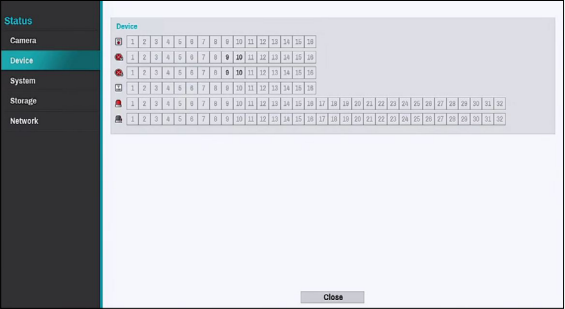 Status
Camera
Device
System
Storage
Network
Device
1 2 3 4 5 6 7 8 9 10 11 12 13 14 15 16
1 2 3 4 5 6 7 8 9 10 11 12 13 14 15 16
1 2 3 4 5 6 7 8 9 10 11 12 13 14 15 16
1 2 3 4 5 6 7 8 9 10 11 12 13 14 15 16
1 2 3 4 5 6 7 8 9 10 11 12 13 14 15 16 17 18 19 20 21 22 23 24 25 26 27 28 29 30 31 32
1 2 3 4 5 6 7 8 9 10 11 12 13 14 15 16 17 18 19 20 21 22 23 24 25 26 27 28 29 30 31 32
Close